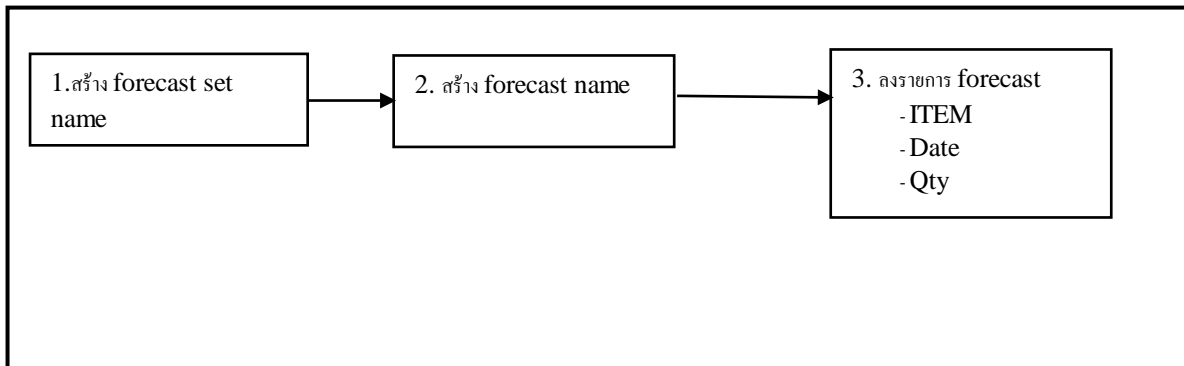 1.สร้าง forecast set
name
2. สร้าง forecast name
3. ลงรายการ forecast
- ITEM
- Date
- Qty